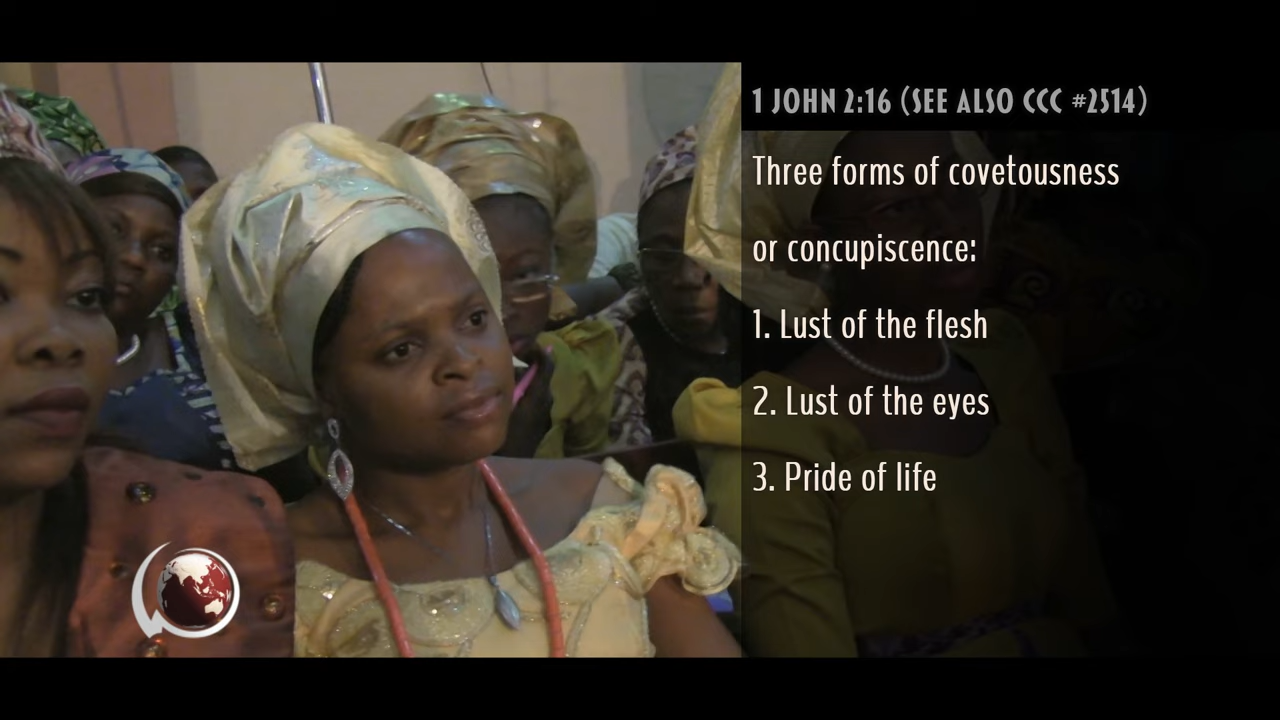 1 JOHN 2:16 (SEE ALSO CCC #2514)
Three forms of covetousness
or concupiscence:
1. Lust of the flesh
2. Lust of the eyes
3. Pride of life